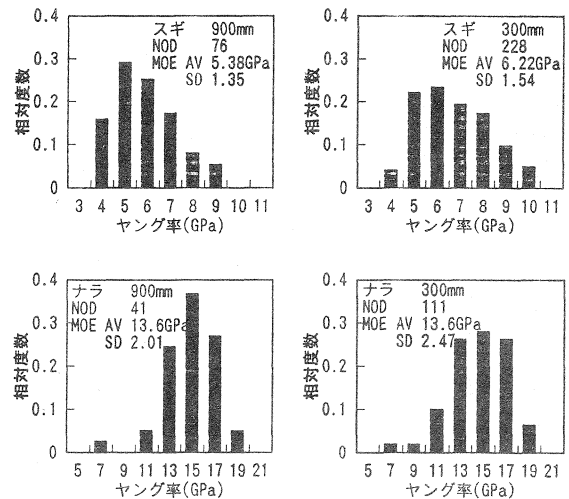 スギ 900mm
NOD 76
MOE AV 5.38GPa
SD 1.35
相対度数
0.4
0.3
0.2
0.1
0
3 4 5 6 7 8 9 10 11
ヤング率(GPa)
スギ 300mm
NOD 228
MOE AV 6.22GPa
SD 1.54
相対度数
0.4
0.3
0.2
0.1
0
3 4 5 6 7 8 9 10 11
ヤング率(GPa)
ナラ 900mm
NOD 41
MOE AV 13.6GPa
SD 2.01
相対度数
0.4
0.3
0.2
0.1
0
5 7 9 11 13 15 17 19 21
ヤング率(GPa)
ナラ 300mm
NOD 111
MOE AV 13.6GPa
SD 2.47
相対度数
0.4
0.3
0.2
0.1
0
5 7 9 11 13 15 17 19 21
ヤング率(GPa)